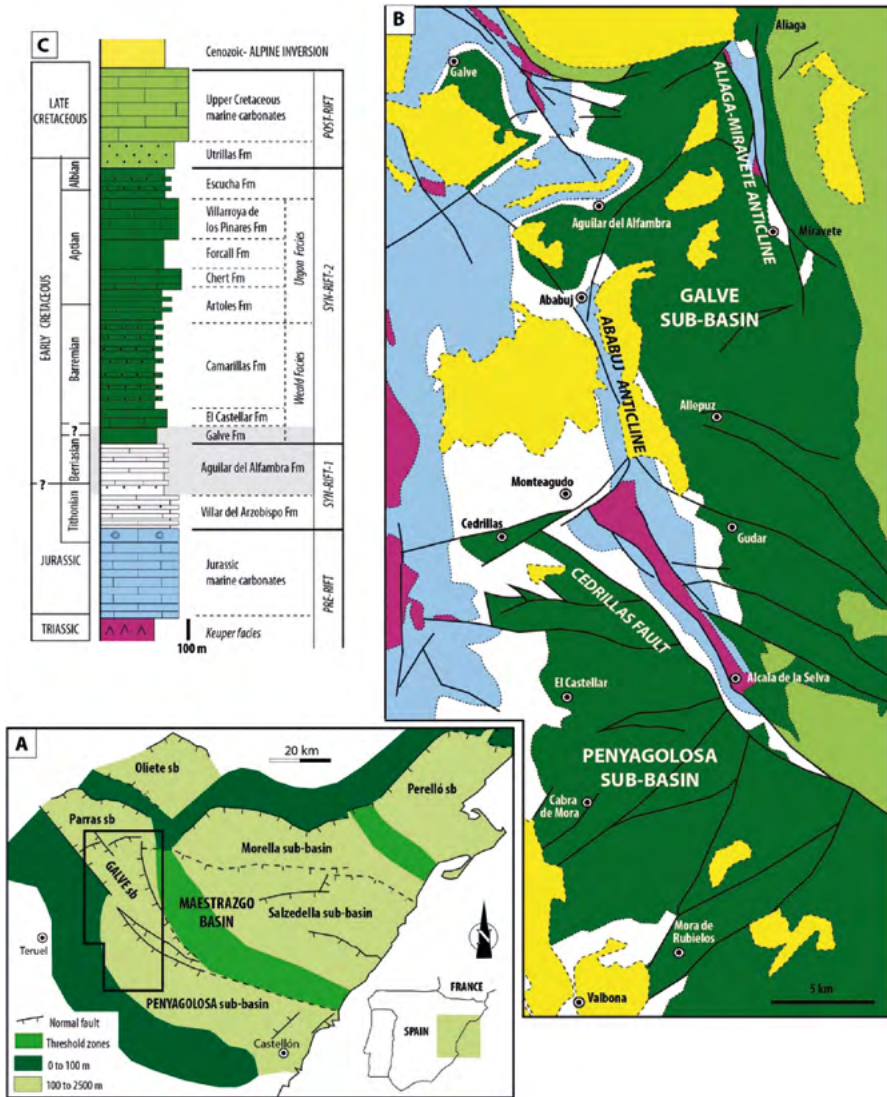 C
Cenozoic- ALPINE INVERSION
LATE
CRETACEOUS
Upper Cretaceous
marine carbonates
POST-RIFT
Utrillas Fm
EARLY CRETACEOUS
Albian
Escucha Fm
Aptian
Villarroya de
los Pinares Fm
Forcall Fm
Chert Fm
Urgon Facies
SYN-RIFT-2
Barremian
Artoles Fm
Camarillas Fm
Weald Facies
El Castellar Fm
?
Galve Fm
Berriasian
Aguilar del Alfambra Fm
SYN-RIFT-1
?
Tithonian
Villar del Arzobispo Fm
JURASSIC
Jurassic
marine carbonates
PRE-RIFT
TRIASSIC
Keuper facies
100 m
B
Aliaga
Galve
ALIAGA-MIRAVETE ANTICLINE
Aguilar del Alfambra
Miravete
Ababuj
GALVE
SUB-BASIN
ABABUJ ANTICLINE
Allepuz
Monteagudo
Cedrillas
Gudar
CEDRILLAS FAULT
El Castellar
Alcala de la Selva
PENYAGOLOSA
SUB-BASIN
Cabra
de Mora
Mora de
Rubielos
Valbona
5 km
A
20 km
Oliete sb
Perelló sb
Parras sb
Morella sub-basin
GALVE sb
MAESTRAZGO
BASIN
Salzedella sub-basin
Teruel
N
PENYAGOLOSA sub-basin
FRANCE
SPAIN
Castellón
Normal fault
Threshold zones
0 to 100 m
100 to 2500 m